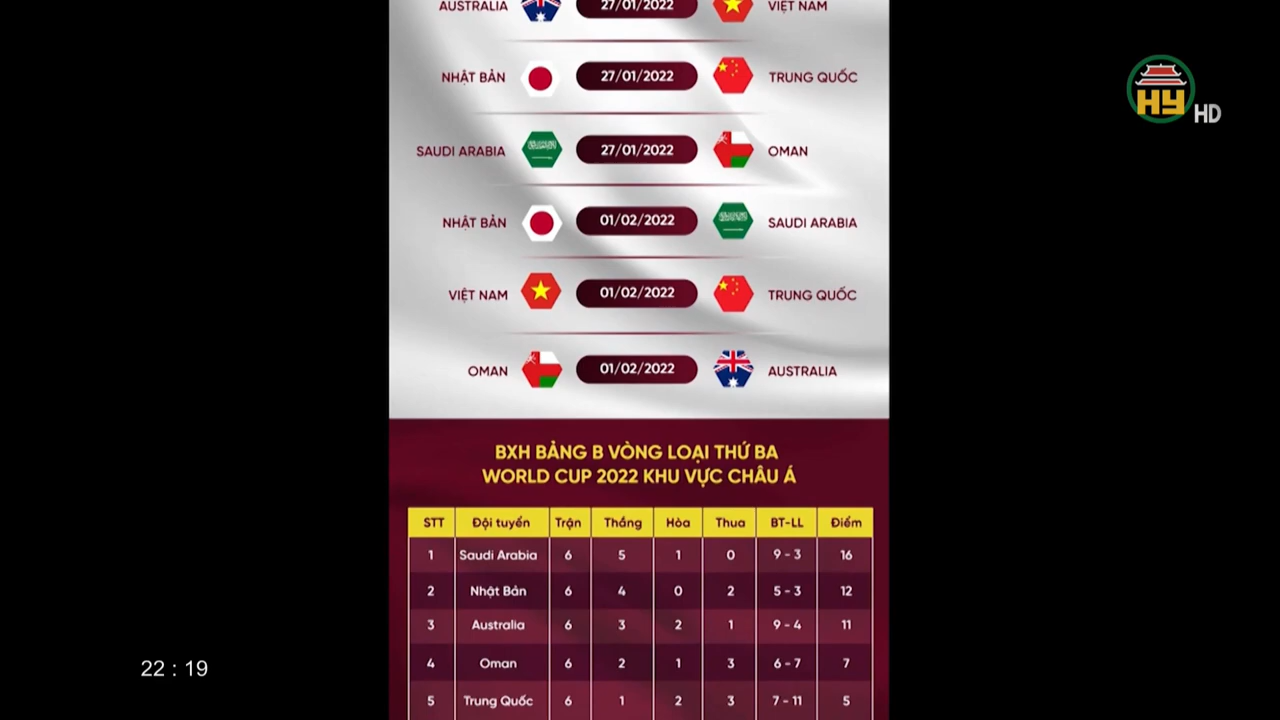 AUSTRALIA 27/01/2022 VIỆT NAM
NHẬT BẢN 27/01/2022 TRUNG QUỐC
HY HD
SAUDI ARABIA 27/01/2022 OMAN
NHẬT BẢN 01/02/2022 SAUDI ARABIA
VIỆT NAM 01/02/2022 TRUNG QUỐC
OMAN 01/02/2022 AUSTRALIA
BXH BẢNG B VÒNG LOẠI THỨ BA
WORLD CUP 2022 KHU VỰC CHÂU Á
STT Đội tuyển Trận Thắng Hòa Thua BT-LL Điểm
1 Saudi Arabia 6 5 1 0 9 - 3 16
2 Nhật Bản 6 4 0 2 5 - 3 12
3 Australia 6 3 2 1 9 - 4 11
4 Oman 6 2 1 3 6 - 7 7
5 Trung Quốc 6 1 2 3 7 - 11 5
22 : 19